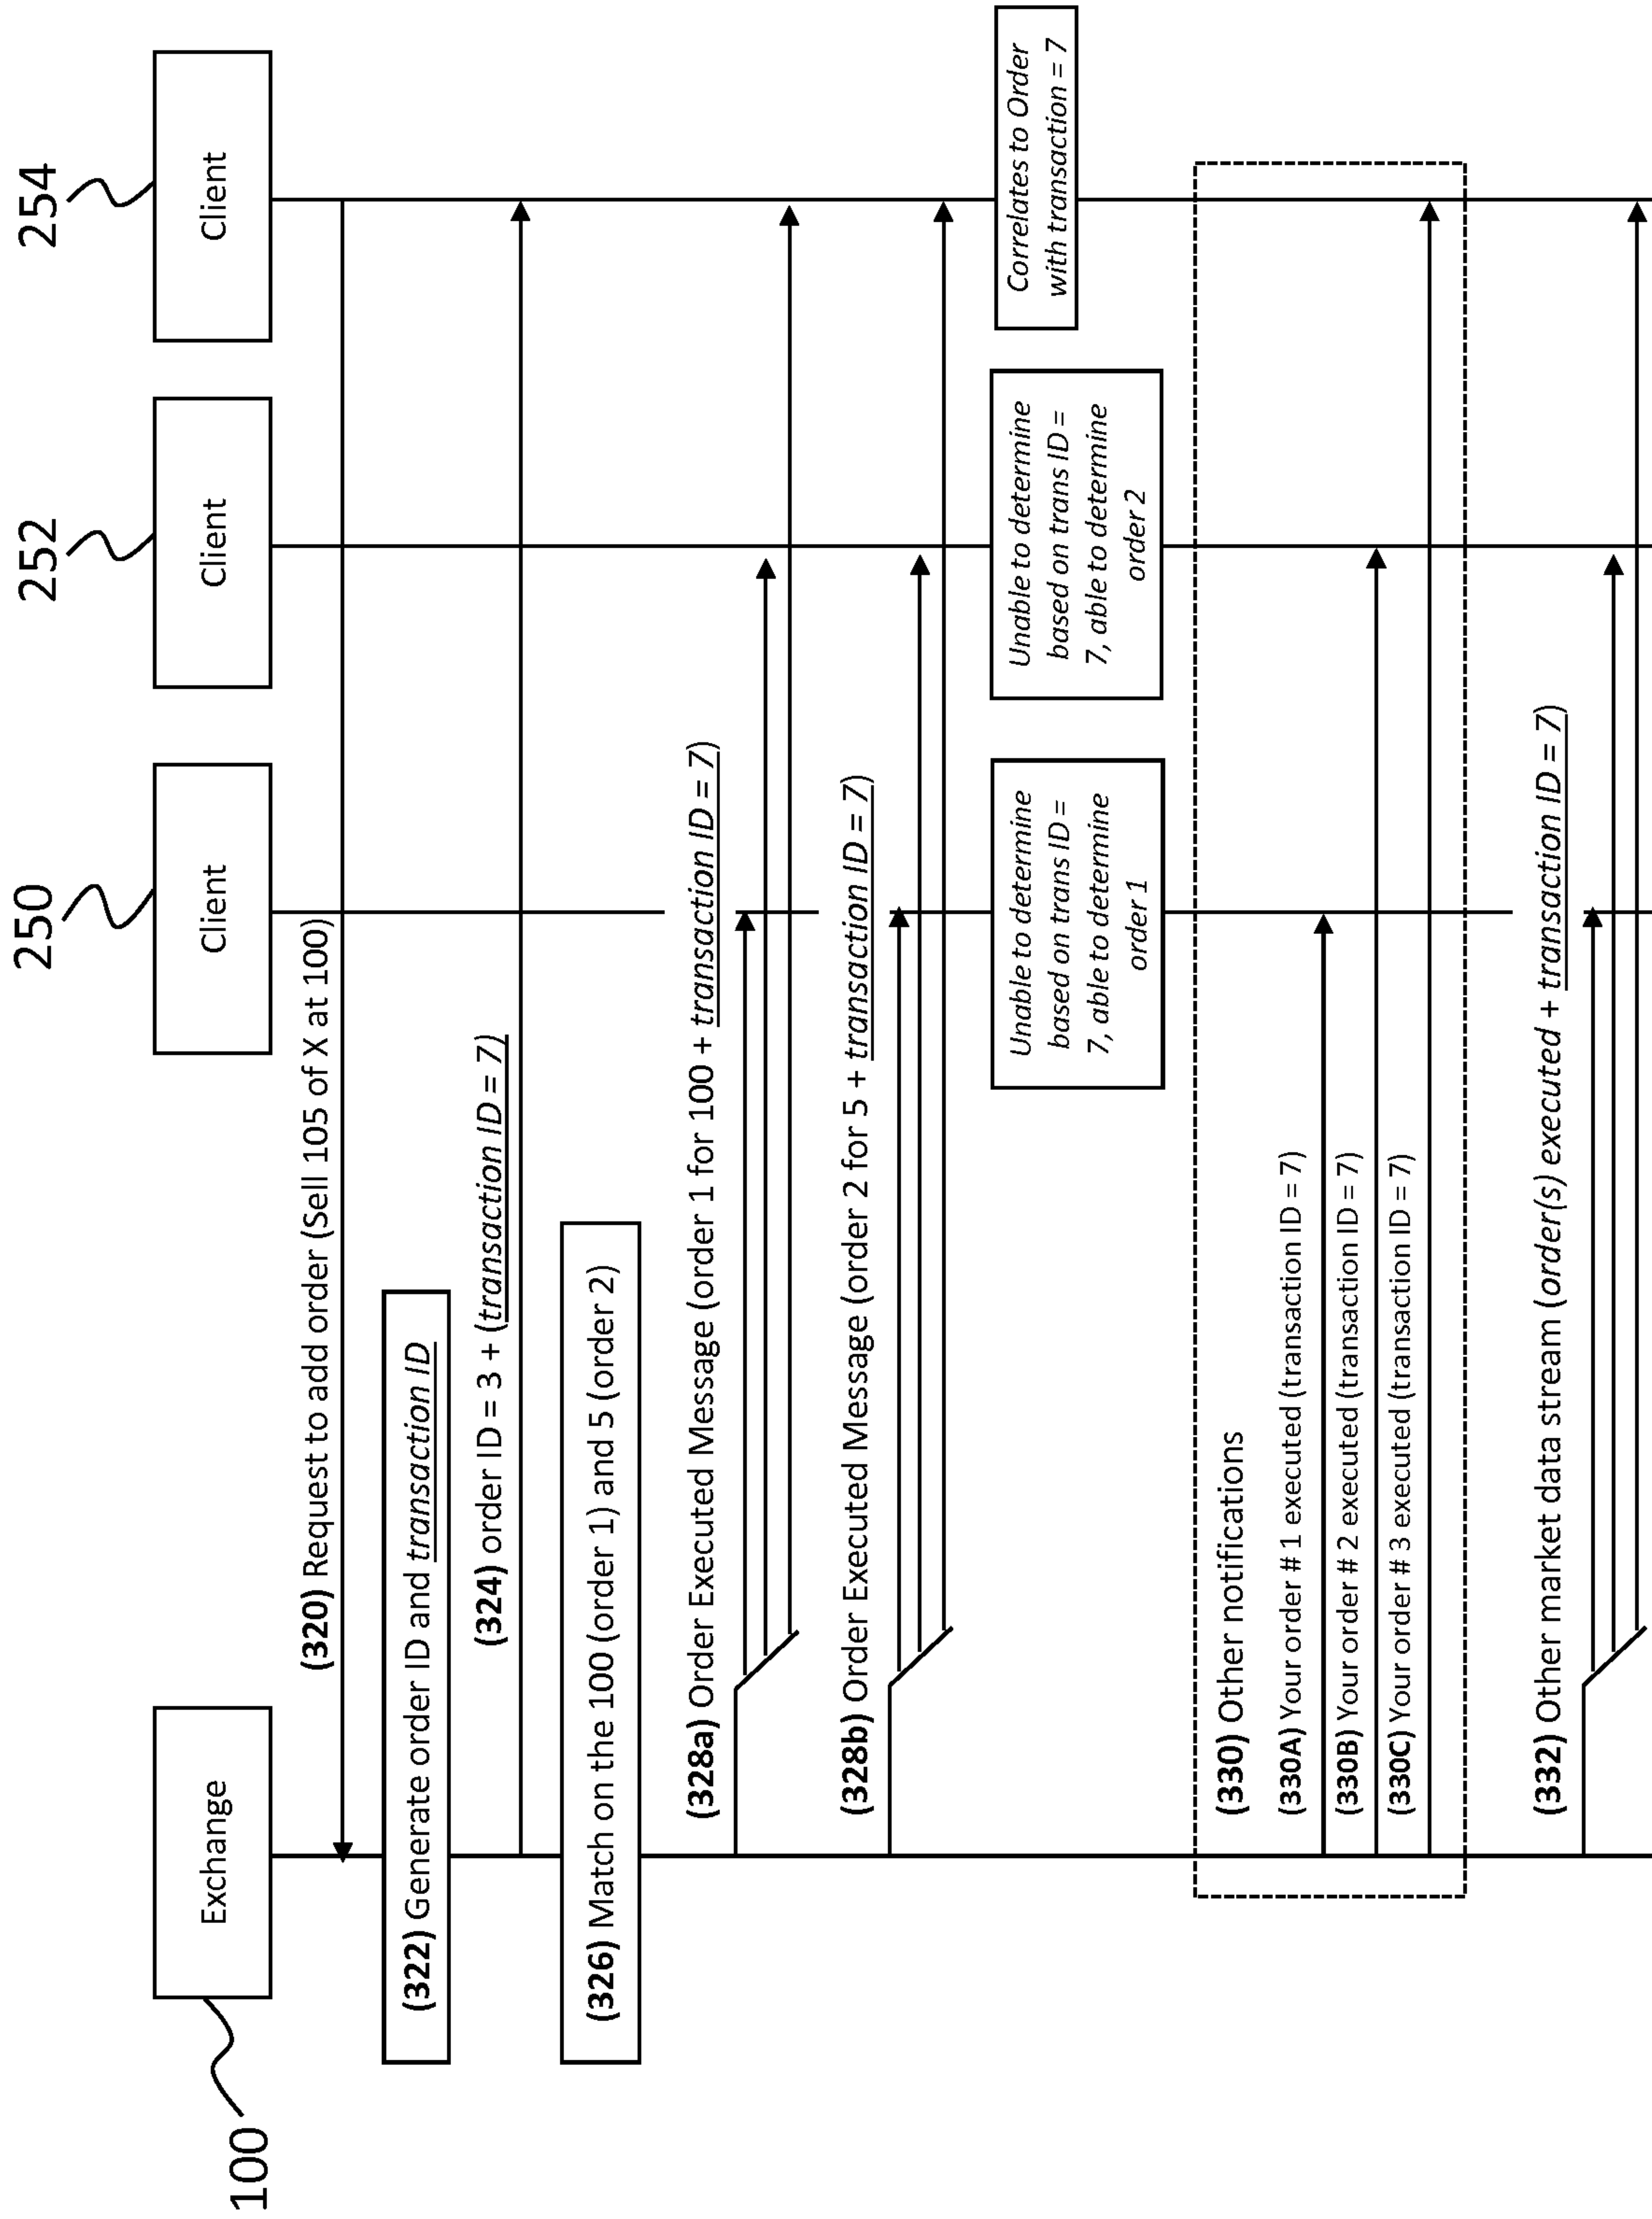 100
250
252
254
Exchange
Client
Client
Client
(320) Request to add order (Sell 105 of X at 100)
(322) Generate order ID and transaction ID
(324) order ID = 3 + (transaction ID = 7)
(326) Match on the 100 (order 1) and 5 (order 2)
(328a) Order Executed Message (order 1 for 100 + transaction ID = 7)
(328b) Order Executed Message (order 2 for 5 + transaction ID = 7)
Unable to determine
based on trans ID =
7, able to determine
order 1
Unable to determine
based on trans ID =
7, able to determine
order 2
Correlates to Order
with transaction = 7
(330) Other notifications
(330A) Your order # 1 executed (transaction ID = 7)
(330B) Your order # 2 executed (transaction ID = 7)
(330C) Your order # 3 executed (transaction ID = 7)
(332) Other market data stream (order(s) executed + transaction ID = 7)